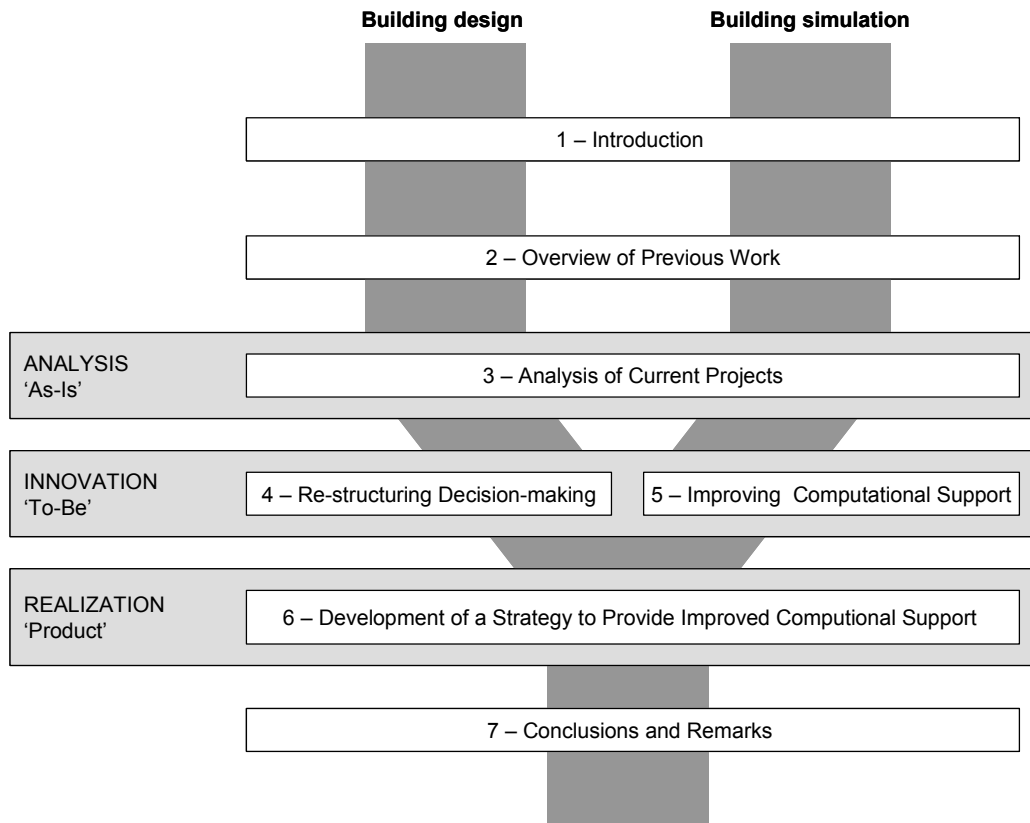 Building design
Building simulation
1 – Introduction
2 – Overview of Previous Work
ANALYSIS
‘As-Is’
3 – Analysis of Current Projects
INNOVATION
‘To-Be’
4 – Re-structuring Decision-making
5 – Improving  Computational Support
REALIZATION
‘Product’
6 – Development of a Strategy to Provide Improved Computional Support
7 – Conclusions and Remarks